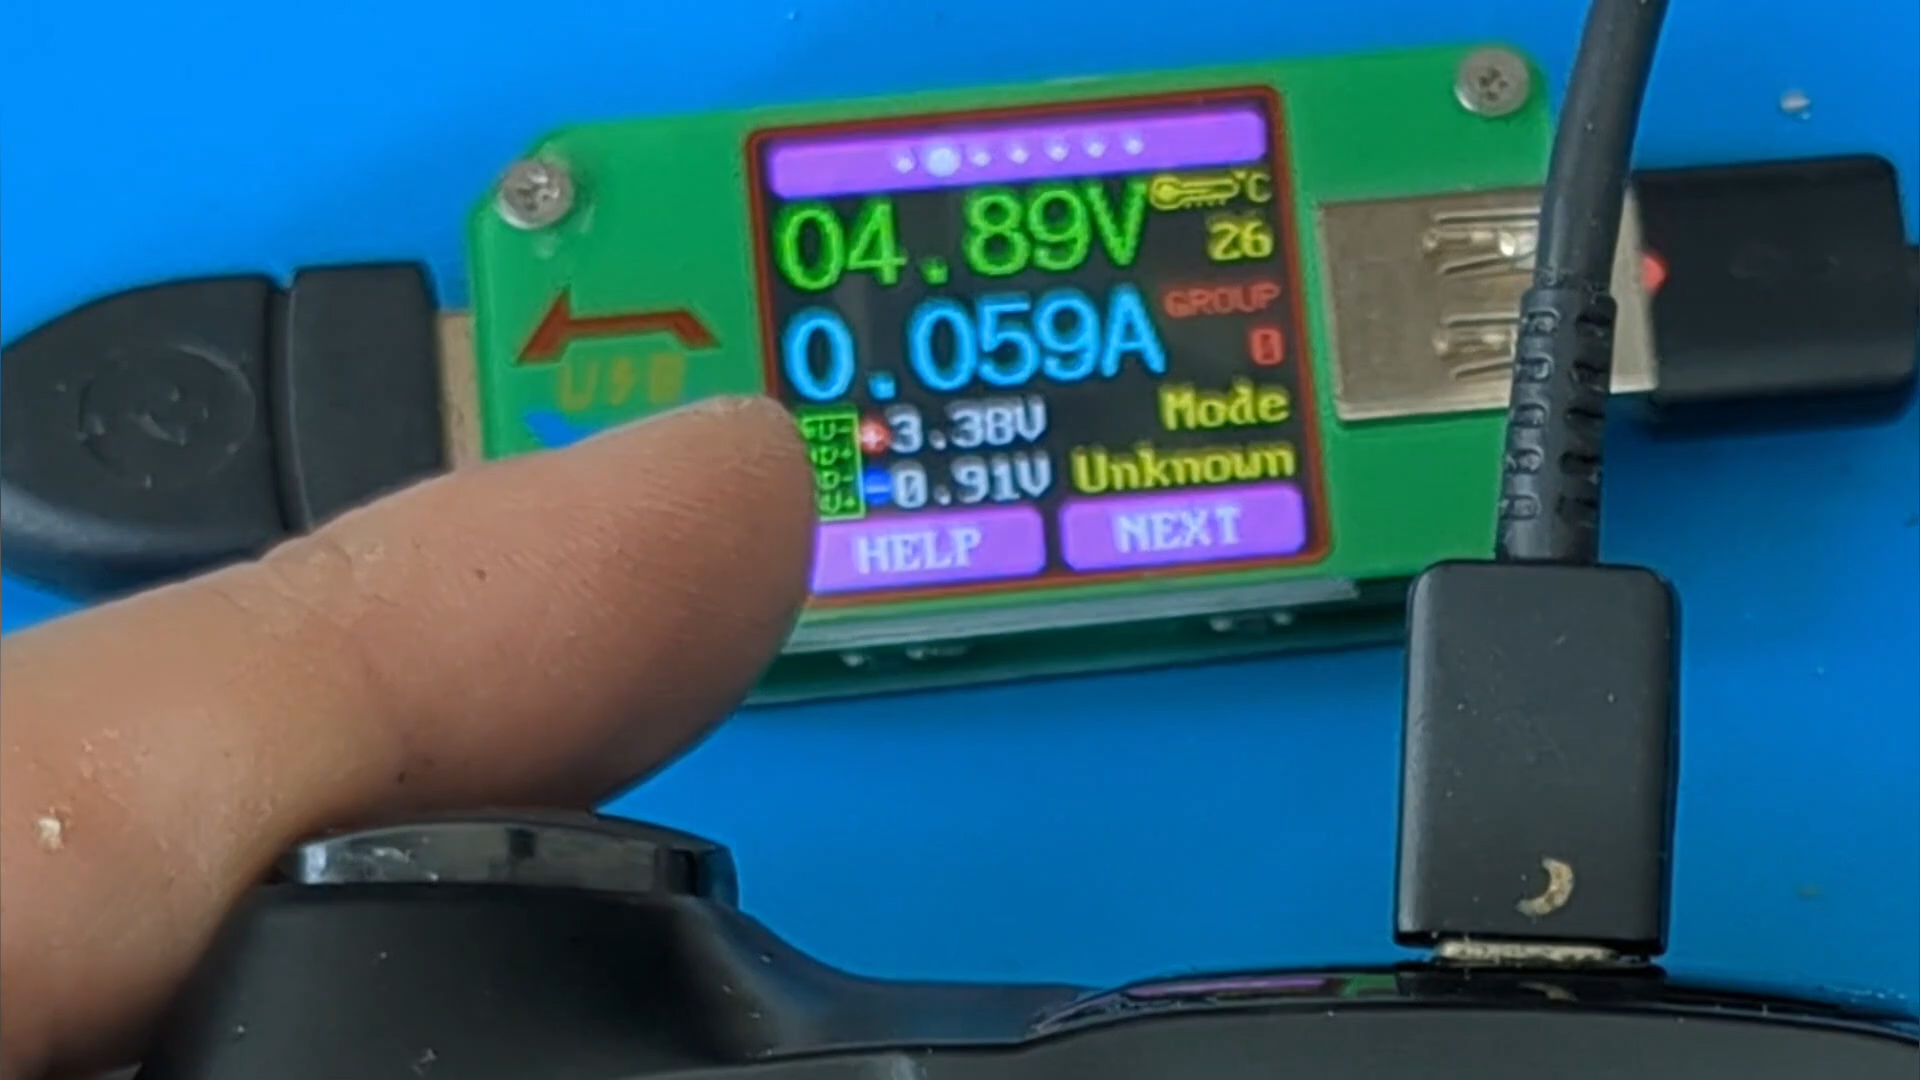 04.89V °C
26
0.059A GROUP
0
+3.38V Mode
-0.91V Unknown
HELP NEXT